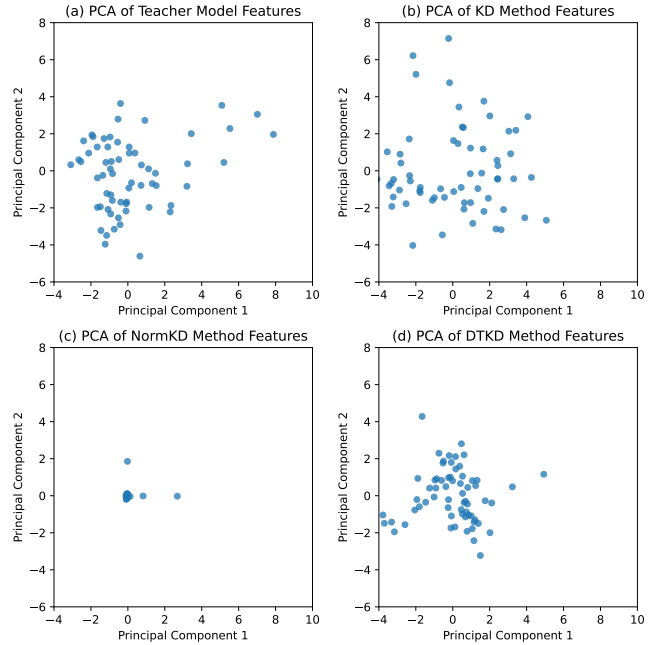 (a) PCA of Teacher Model Features
8
6
4
2
0
−2
−4
−6
Principal Component 2
−4 −2 0 2 4 6 8 10
Principal Component 1
(b) PCA of KD Method Features
8
6
4
2
0
−2
−4
−6
Principal Component 2
−4 −2 0 2 4 6 8 10
Principal Component 1
(c) PCA of NormKD Method Features
8
6
4
2
0
−2
−4
−6
Principal Component 2
−4 −2 0 2 4 6 8 10
Principal Component 1
(d) PCA of DTKD Method Features
8
6
4
2
0
−2
−4
−6
Principal Component 2
−4 −2 0 2 4 6 8 10
Principal Component 1